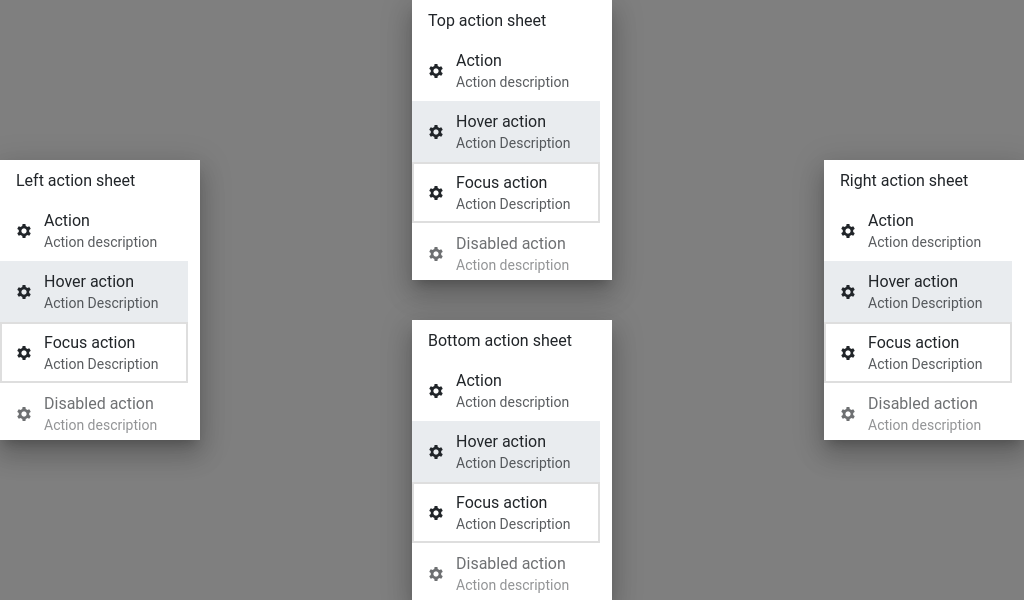 Top action sheet
Action
Action description
Hover action
Action Description
Focus action
Action Description
Disabled action
Action description
Left action sheet
Action
Action description
Hover action
Action Description
Focus action
Action Description
Disabled action
Action description
Right action sheet
Action
Action description
Hover action
Action Description
Focus action
Action Description
Disabled action
Action description
Bottom action sheet
Action
Action description
Hover action
Action Description
Focus action
Action Description
Disabled action
Action description